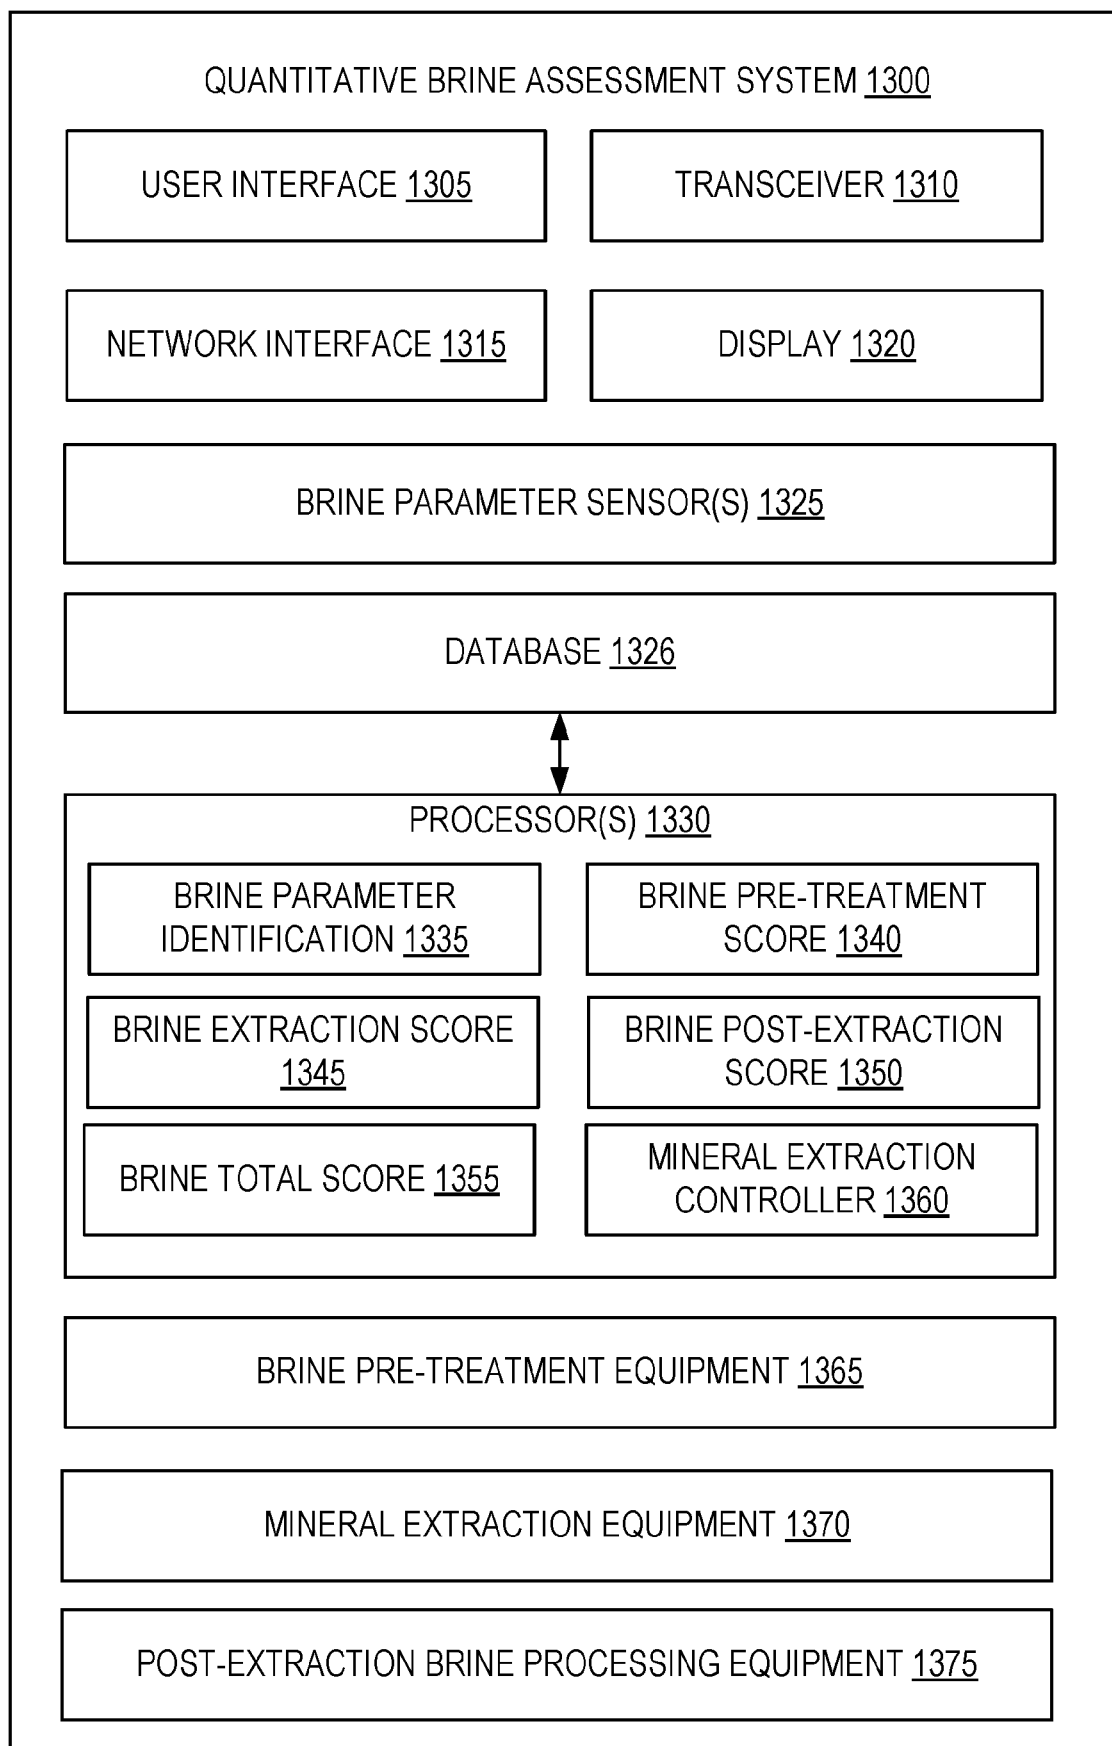 QUANTITATIVE BRINE ASSESSMENT SYSTEM 1300
USER INTERFACE 1305
TRANSCEIVER 1310
NETWORK INTERFACE 1315
DISPLAY 1320
BRINE PARAMETER SENSOR(S) 1325
DATABASE 1326
PROCESSOR(S) 1330
BRINE PARAMETER
IDENTIFICATION 1335
BRINE PRE-TREATMENT
SCORE 1340
BRINE EXTRACTION SCORE
1345
BRINE POST-EXTRACTION
SCORE 1350
BRINE TOTAL SCORE 1355
MINERAL EXTRACTION
CONTROLLER 1360
BRINE PRE-TREATMENT EQUIPMENT 1365
MINERAL EXTRACTION EQUIPMENT 1370
POST-EXTRACTION BRINE PROCESSING EQUIPMENT 1375